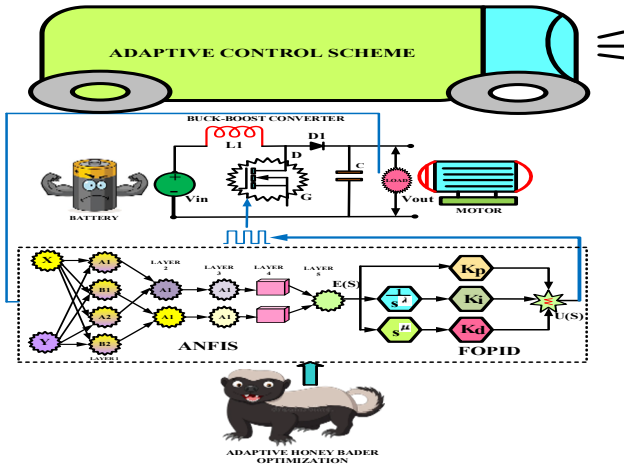 ADAPTIVE CONTROL SCHEME
BUCK-BOOST CONVERTER
L1
D1
D
C
G
Vin
LOAD
Vout
BATTERY
MOTOR
X
A1
LAYER 2
LAYER 3
LAYER 4
LAYER 5
B1
A1
A1
E(S)
Kp
A2
A1
A1
1/s^λ
Ki
U(S)
Y
B2
LAYER 1
s^μ
Kd
ANFIS
FOPID
ADAPTIVE HONEY BADER
OPTIMIZATION